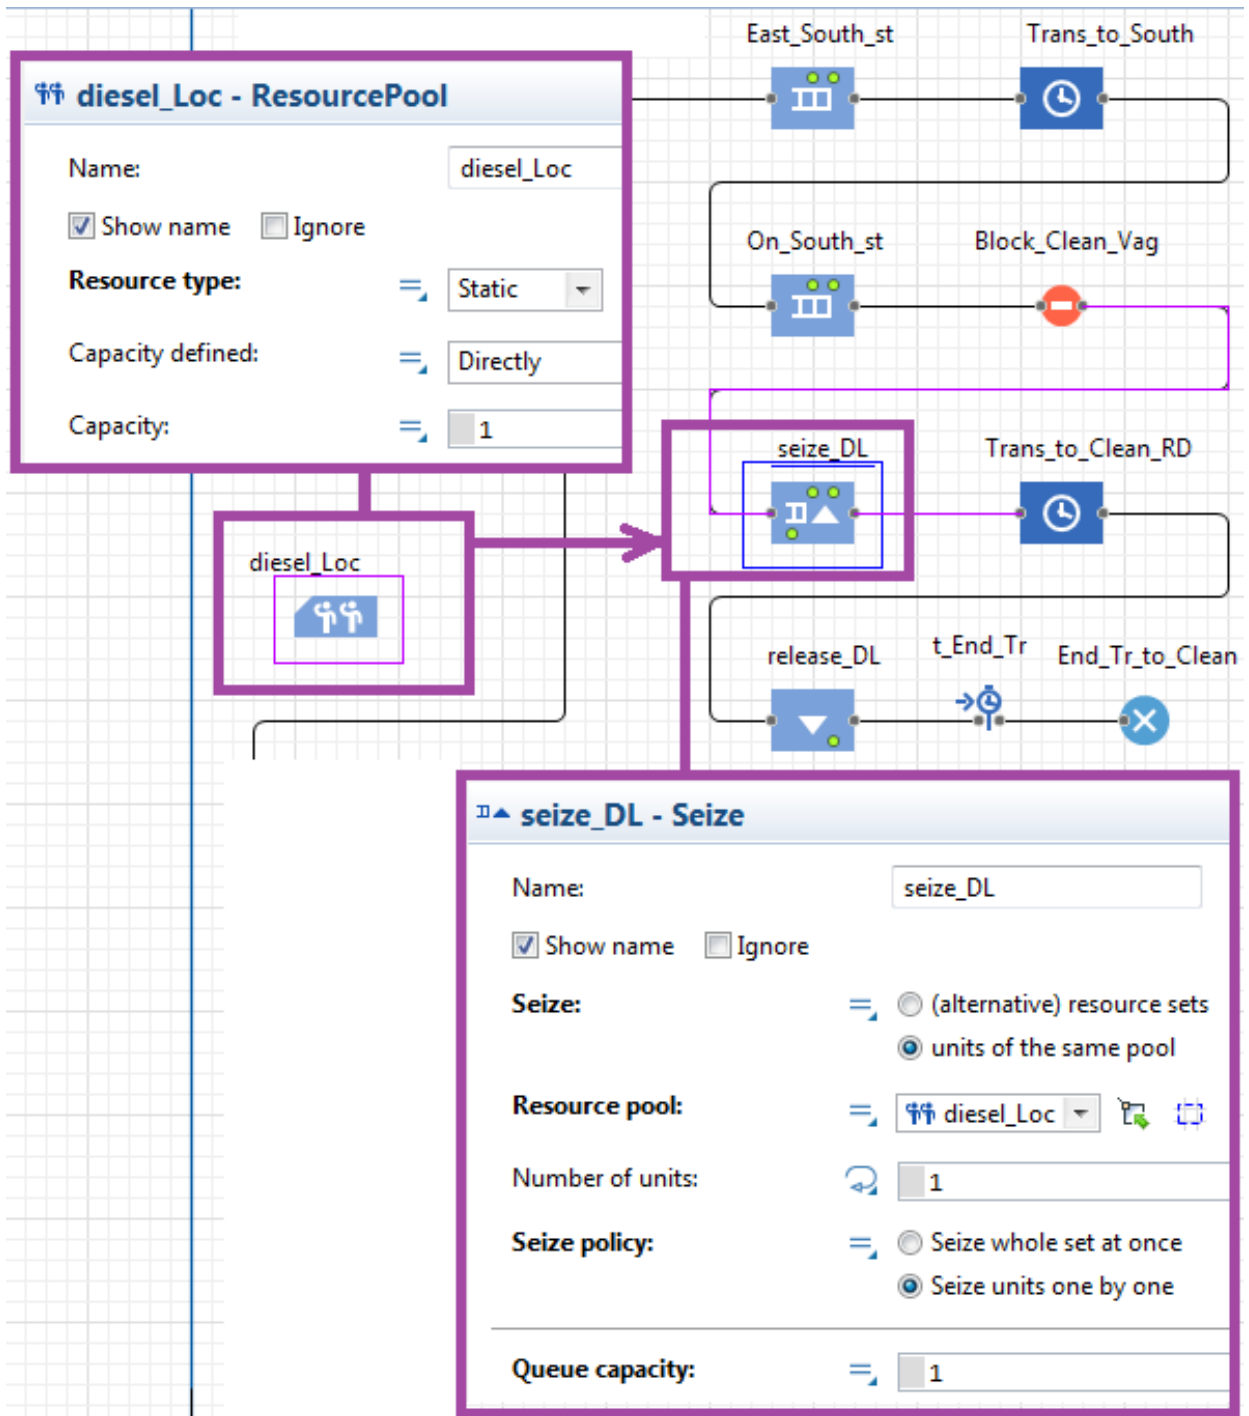 East_South_st
Trans_to_South
diesel_Loc - ResourcePool
Name:
diesel_Loc
Show name
Ignore
Resource type:
Static
Capacity defined:
Directly
Capacity:
1
On_South_st
Block_Clean_Vag
seize_DL
Trans_to_Clean_RD
diesel_Loc
release_DL
t_End_Tr
End_Tr_to_Clean
seize_DL - Seize
Name:
seize_DL
Show name
Ignore
Seize:
(alternative) resource sets
units of the same pool
Resource pool:
diesel_Loc
Number of units:
1
Seize policy:
Seize whole set at once
Seize units one by one
Queue capacity:
1